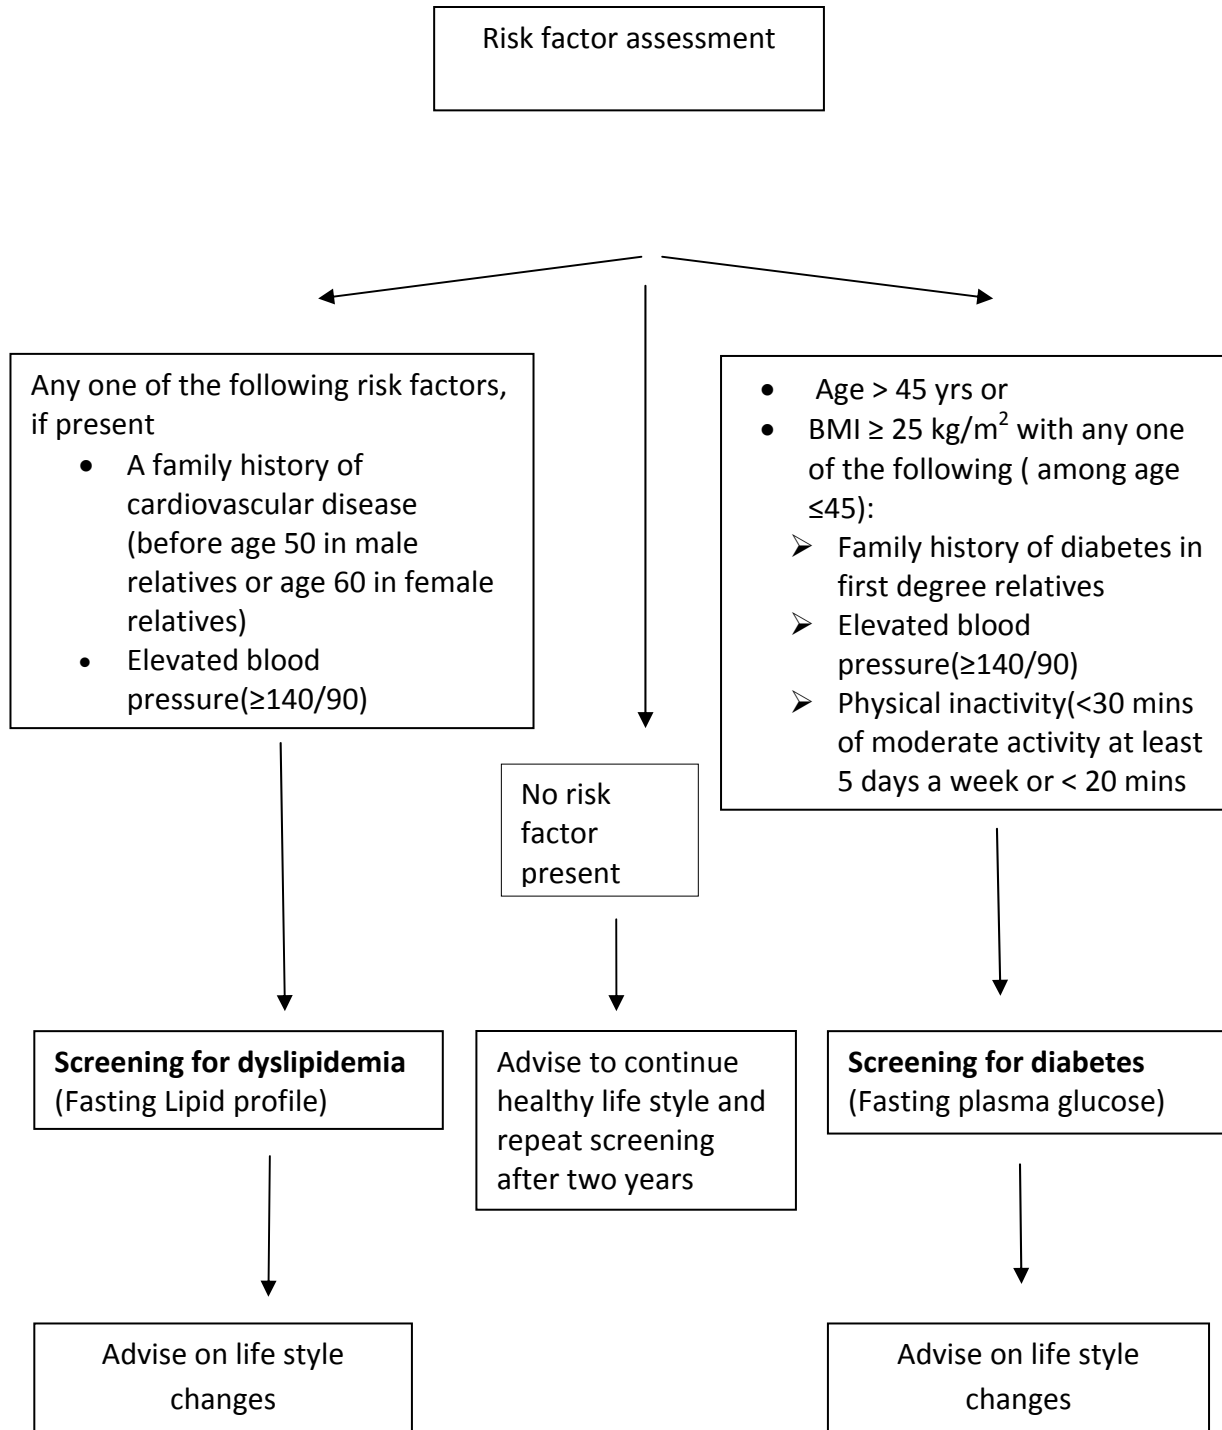 Risk factor assessment
Any one of the following risk factors,
if present
• A family history of
cardiovascular disease
(before age 50 in male
relatives or age 60 in female
relatives)
• Elevated blood
pressure(≥140/90)
• Age > 45 yrs or
• BMI ≥ 25 kg/m² with any one
of the following ( among age
≤45):
➢ Family history of diabetes in
first degree relatives
➢ Elevated blood
pressure(≥140/90)
➢ Physical inactivity(<30 mins
of moderate activity at least
5 days a week or < 20 mins
No risk
factor
present
Screening for dyslipidemia
(Fasting Lipid profile)
Advise to continue
healthy life style and
repeat screening
after two years
Screening for diabetes
(Fasting plasma glucose)
Advise on life style
changes
Advise on life style
changes